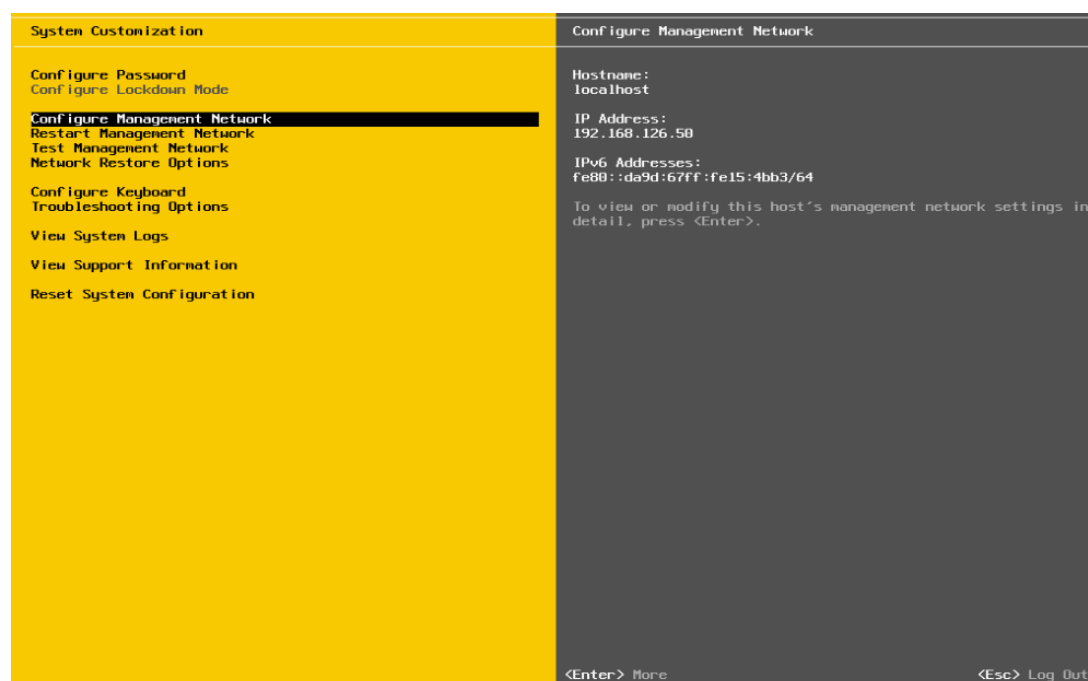 System Customization
Configure Password
Configure Lockdown Mode
Configure Management Network
Restart Management Network
Test Management Network
Network Restore Options
Configure Keyboard
Troubleshooting Options
View System Logs
View Support Information
Reset System Configuration
Configure Management Network
Hostname:
localhost
IP Address:
192.168.126.50
IPv6 Addresses:
fe80::da9d:67ff:fe15:4bb3/64
To view or modify this host's management network settings in
detail, press <Enter>.
<Enter> More
<Esc> Log Out